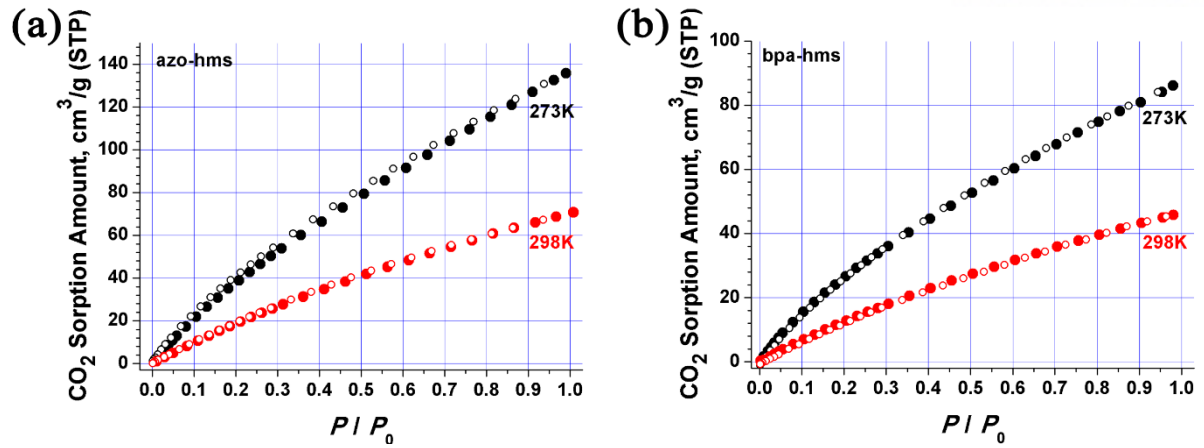 (a)
azo-hms
CO₂ Sorption Amount, cm³/g (STP)
140
120
100
80
60
40
20
0
273K
298K
0.0 0.1 0.2 0.3 0.4 0.5 0.6 0.7 0.8 0.9 1.0
P / P₀
(b)
bpa-hms
CO₂ Sorption Amount, cm³/g (STP)
100
80
60
40
20
0
273K
298K
0.0 0.1 0.2 0.3 0.4 0.5 0.6 0.7 0.8 0.9 1.0
P / P₀